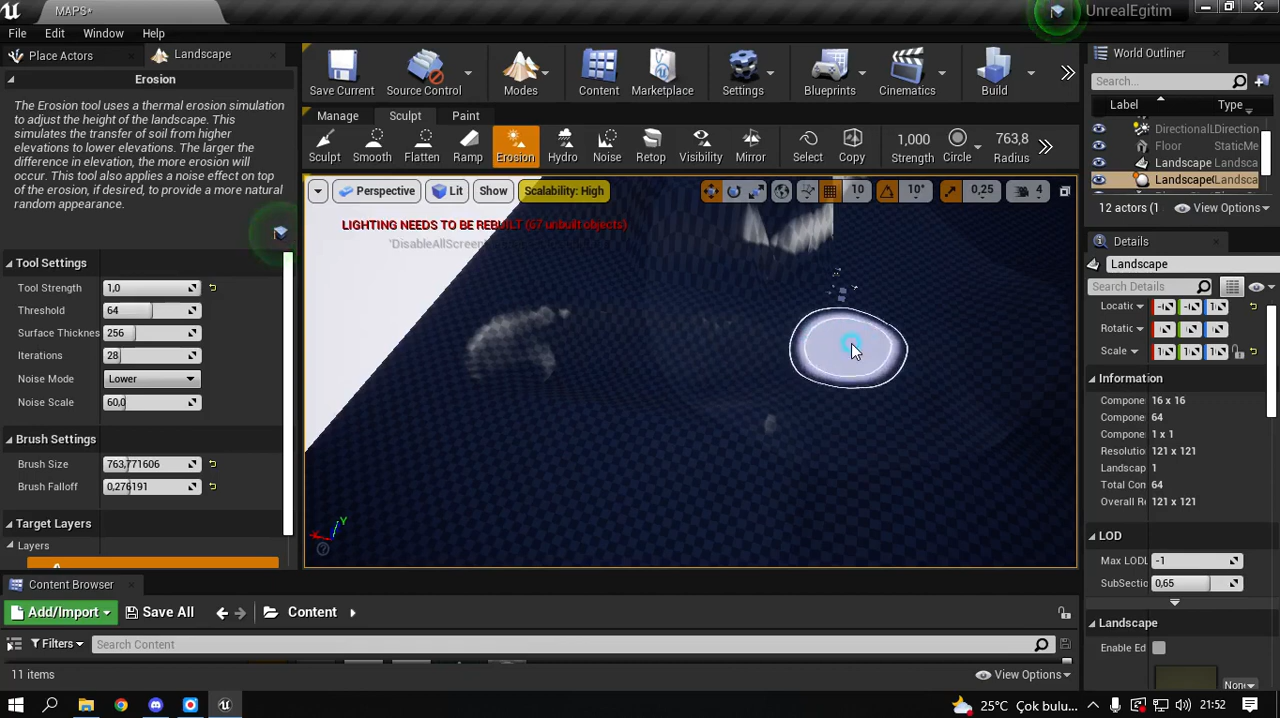 MAPS*
UnrealEgitim
File Edit Window Help
Place Actors
Landscape
Erosion
The Erosion tool uses a thermal erosion simulation
to adjust the height of the landscape. This
simulates the transfer of soil from higher
elevations to lower elevations. The larger the
difference in elevation, the more erosion will
occur. This tool also applies a noise effect on top
of the erosion, if desired, to provide a more natural
random appearance.
Tool Settings
Tool Strength 1,0
Threshold 64
Surface Thicknes 256
Iterations 28
Noise Mode Lower
Noise Scale 60,0
Brush Settings
Brush Size 763,771606
Brush Falloff 0,276191
Target Layers
Layers
Save Current
Source Control
Modes
Content
Marketplace
Settings
Blueprints
Cinematics
Build
Manage Sculpt Paint
Sculpt Smooth Flatten Ramp Erosion Hydro Noise Retop Visibility Mirror Select Copy
1,000 Strength
Circle
763,8 Radius
Perspective Lit Show Scalability: High
10 10° 0,25 4
LIGHTING NEEDS TO BE REBUILT (67 unbuilt objects)
'DisableAllScreen
Y
World Outliner
Search...
Label Type
DirectionalL Direction
Floor StaticMe
Landscape Landsca
Landscape Landsca
12 actors (1 View Options
Details
Landscape
Search Details
Locatic
Rotatic
Scale
Information
Compone 16 x 16
Compone 64
Compone 1 x 1
Resolution 121 x 121
Landscap 1
Total Com 64
Overall Re 121 x 121
LOD
Max LODL -1
SubSectio 0,65
Landscape
Enable Ed
None
Content Browser
Add/Import Save All Content
Filters Search Content
11 items
View Options
25°C Çok bulu...
21:52